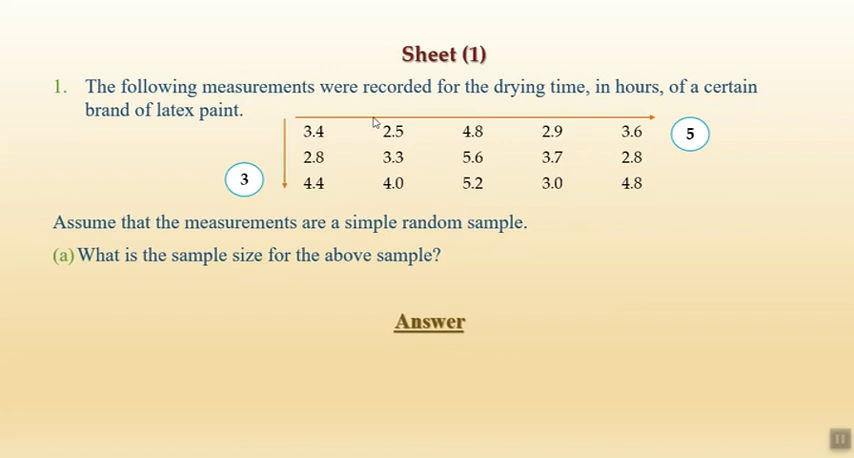 Sheet (1)
1. The following measurements were recorded for the drying time, in hours, of a certain
brand of latex paint.
3.4 2.5 4.8 2.9 3.6 5
2.8 3.3 5.6 3.7 2.8
3 4.4 4.0 5.2 3.0 4.8
Assume that the measurements are a simple random sample.
(a) What is the sample size for the above sample?
Answer